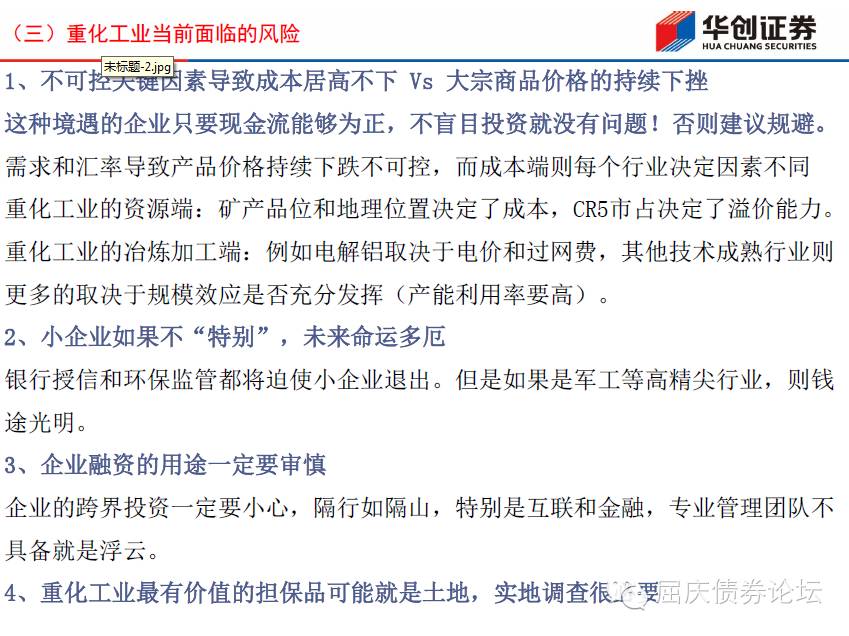 （三）重化工业当前面临的风险
华创证券
HUA CHUANG SECURITIES
未标题-2.jpg
1、不可控关键因素导致成本居高不下 Vs 大宗商品价格的持续下挫
这种境遇的企业只要现金流能够为正，不盲目投资就没有问题！否则建议规避。
需求和汇率导致产品价格持续下跌不可控，而成本端则每个行业决定因素不同
重化工业的资源端：矿产品位和地理位置决定了成本，CR5市占决定了溢价能力。
重化工业的冶炼加工端：例如电解铝取决于电价和过网费，其他技术成熟行业则
更多的取决于规模效应是否充分发挥（产能利用率要高）。
2、小企业如果不“特别”，未来命运多厄
银行授信和环保监管都将迫使小企业退出。但是如果是军工等高精尖行业，则钱
途光明。
3、企业融资的用途一定要审慎
企业的跨界投资一定要小心，隔行如隔山，特别是互联和金融，专业管理团队不
具备就是浮云。
4、重化工业最有价值的担保品可能就是土地，实地调查很重要
屈庆债券论坛